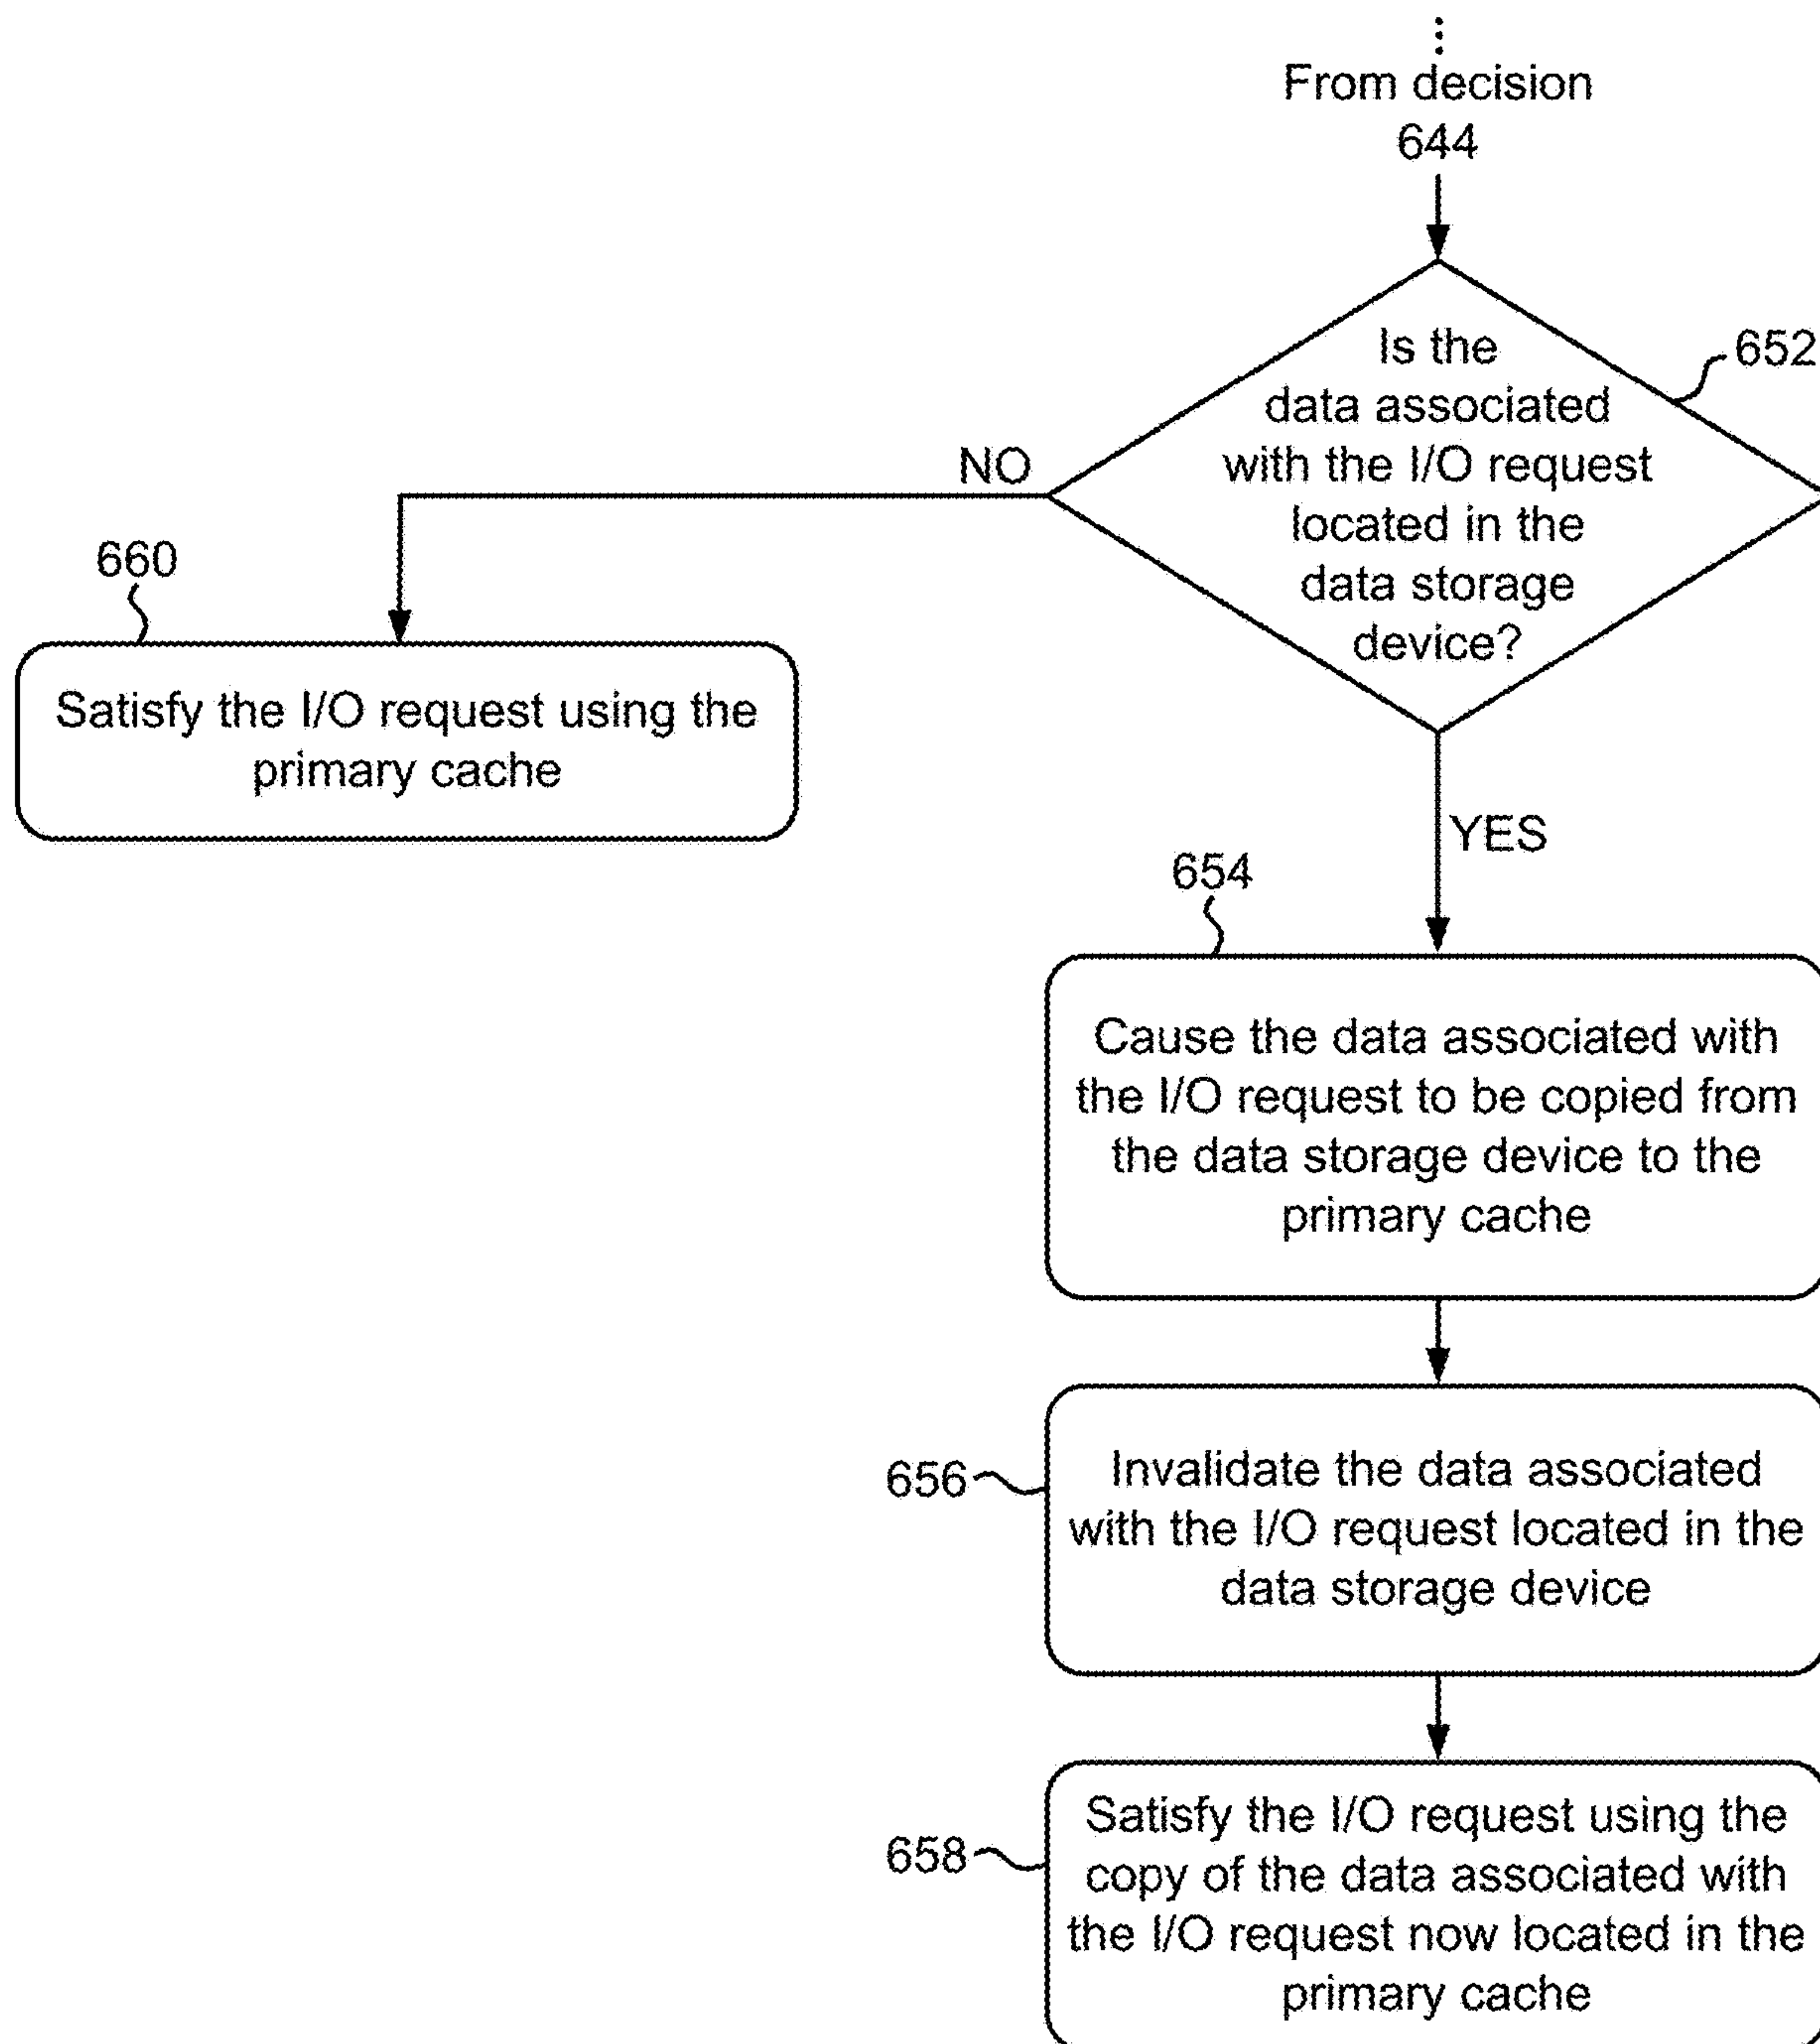 From decision
644
Is the
data associated
with the I/O request
located in the
data storage
device?
652
NO
660
Satisfy the I/O request using the
primary cache
YES
654
Cause the data associated with
the I/O request to be copied from
the data storage device to the
primary cache
656
Invalidate the data associated
with the I/O request located in the
data storage device
658
Satisfy the I/O request using the
copy of the data associated with
the I/O request now located in the
primary cache